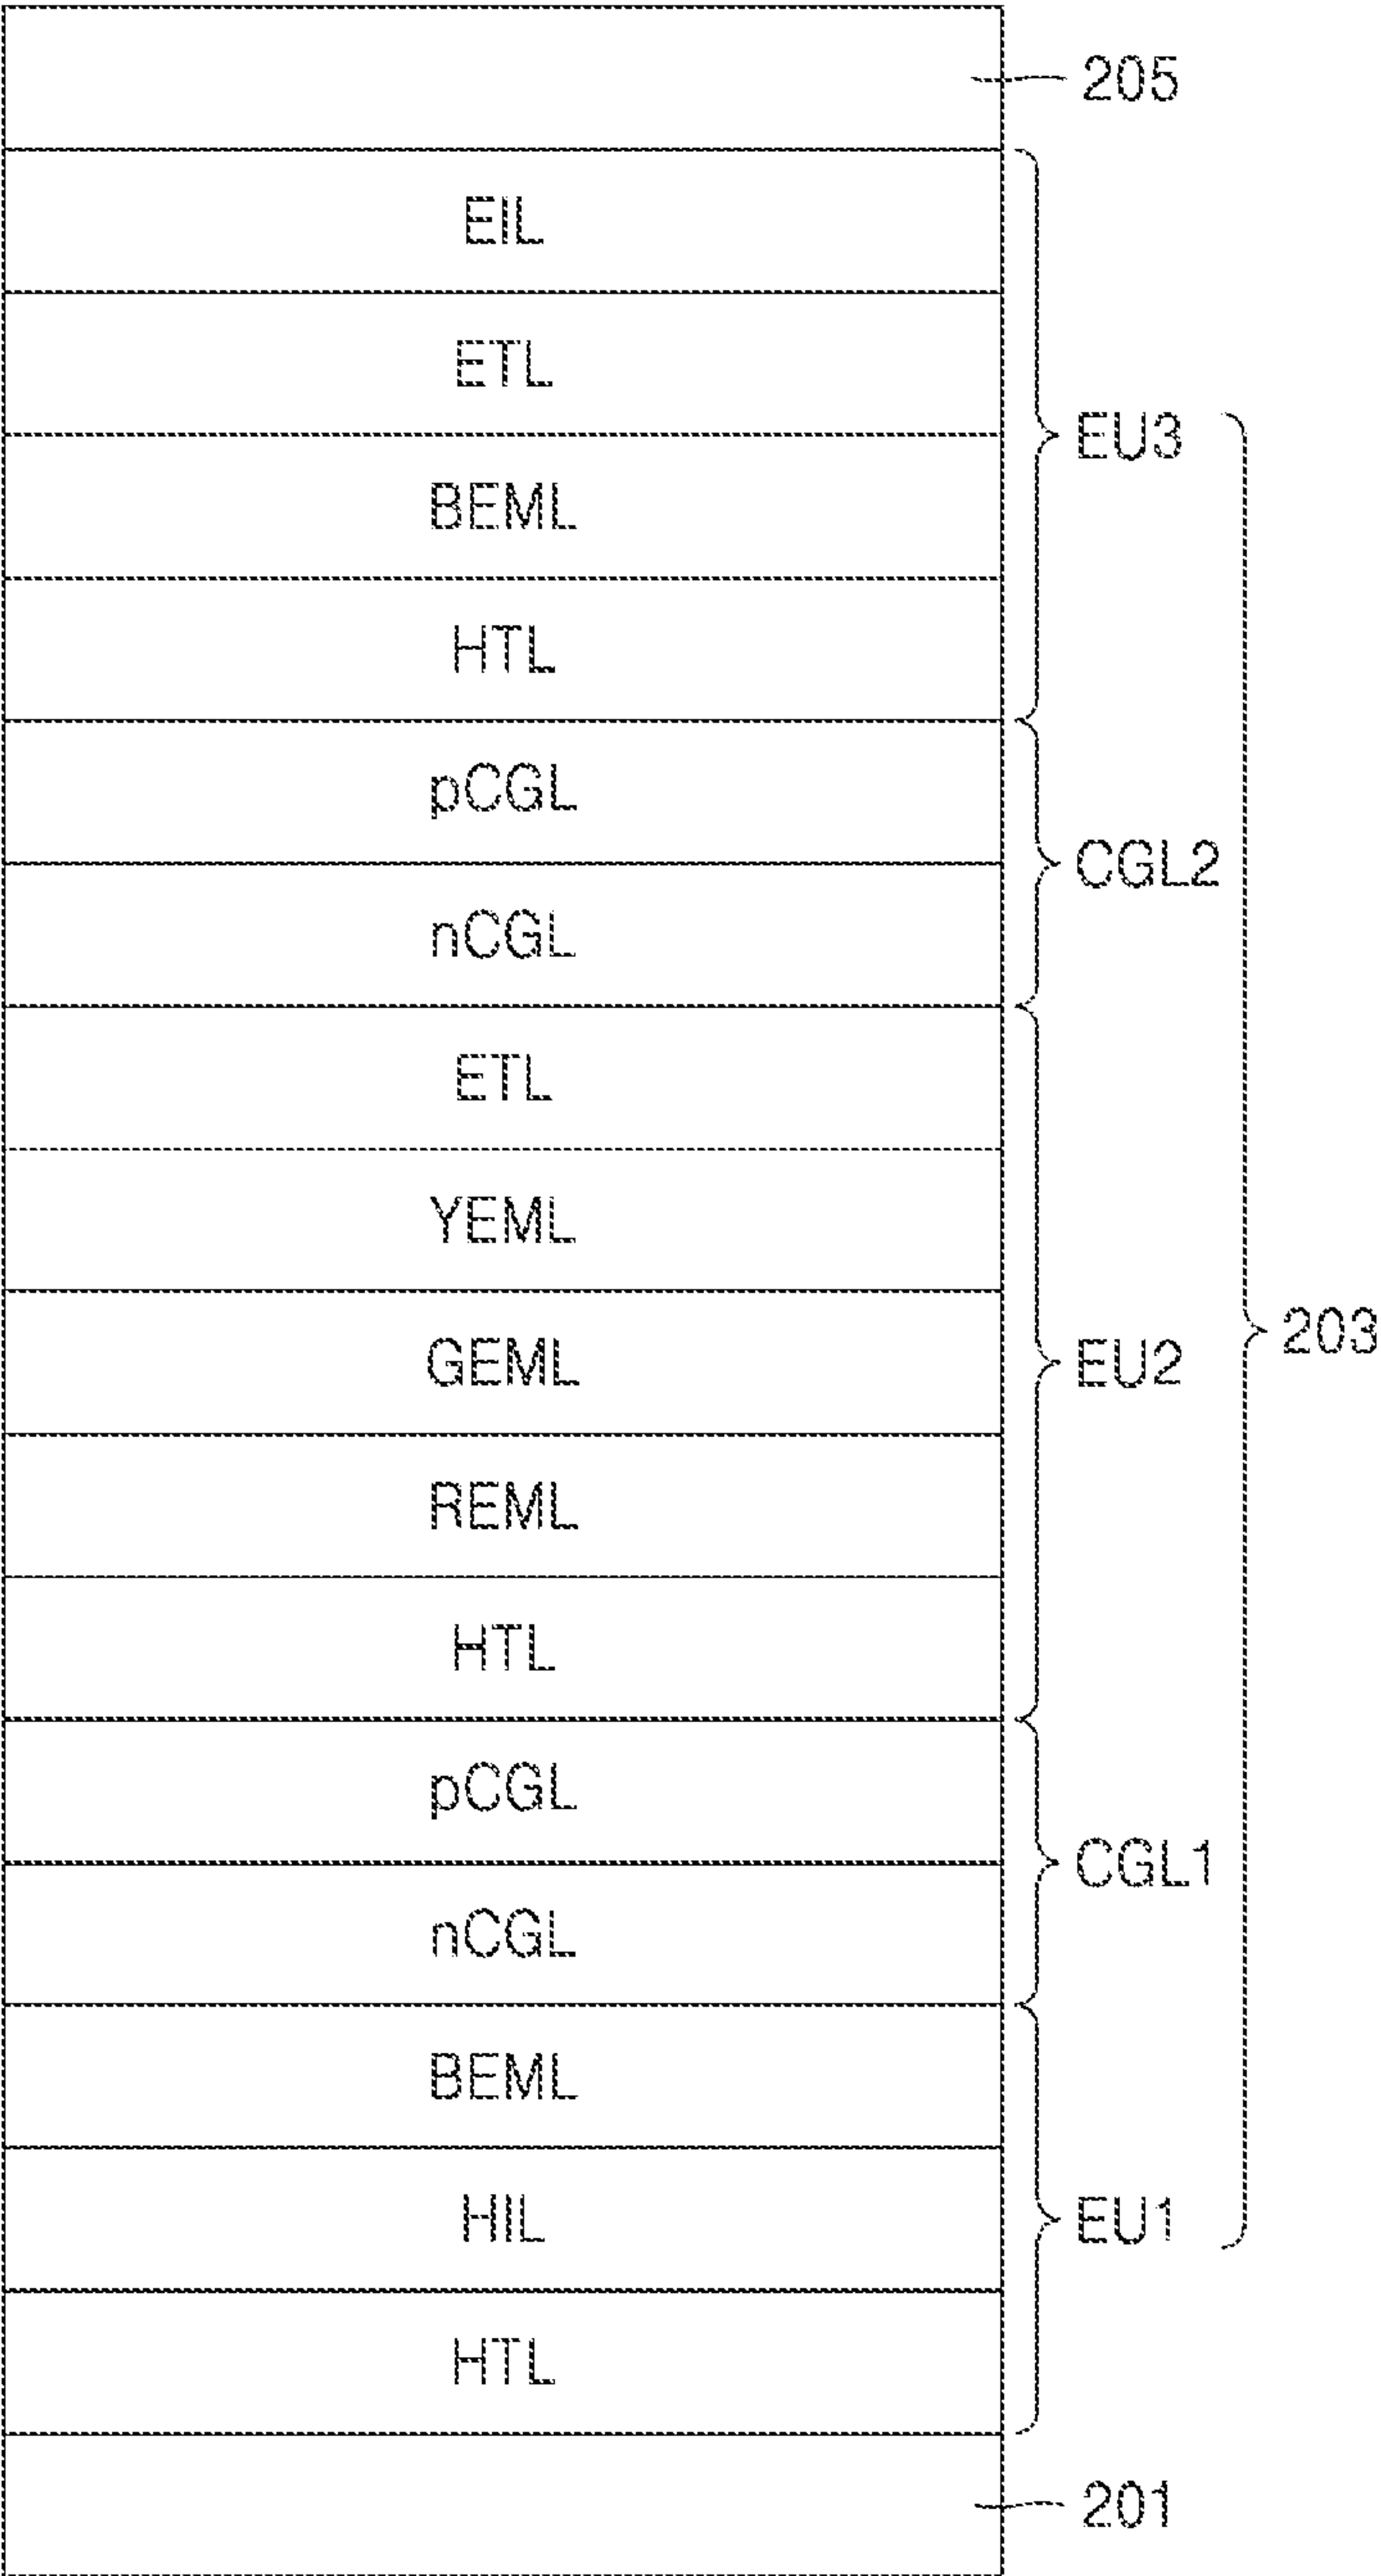 205
EIL
ETL
EU3
BEML
HTL
pCGL
CGL2
nCGL
ETL
YEML
203
GEML
EU2
REML
HTL
pCGL
CGL1
nCGL
BEML
HIL
EU1
HTL
201